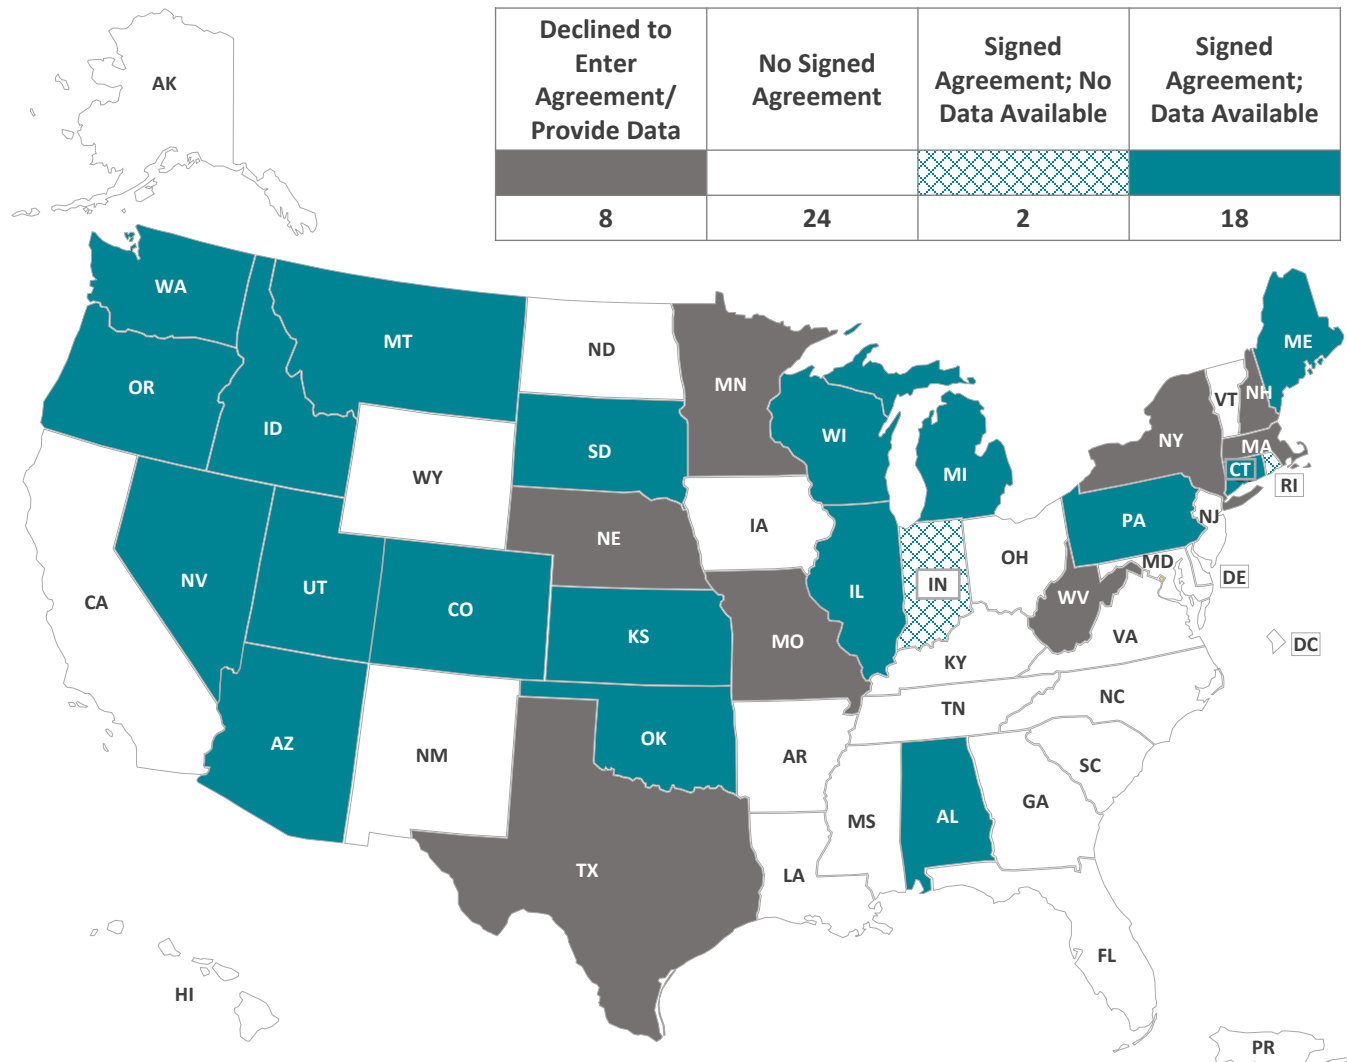 Declined to
Enter
Agreement/
Provide Data
No Signed
Agreement
Signed
Agreement; No
Data Available
Signed
Agreement;
Data Available
8 24 2 18
AK
WA
MT
ND
MN
ME
OR
ID
SD
WI
MI
NY
VT
NH
MA
CT
RI
WY
IA
NE
PA
NJ
NV
UT
CO
IL
IN
OH
MD
DE
CA
KS
MO
WV
VA
DC
KY
NC
AZ
NM
OK
AR
TN
SC
MS
AL
GA
TX
LA
FL
HI
PR